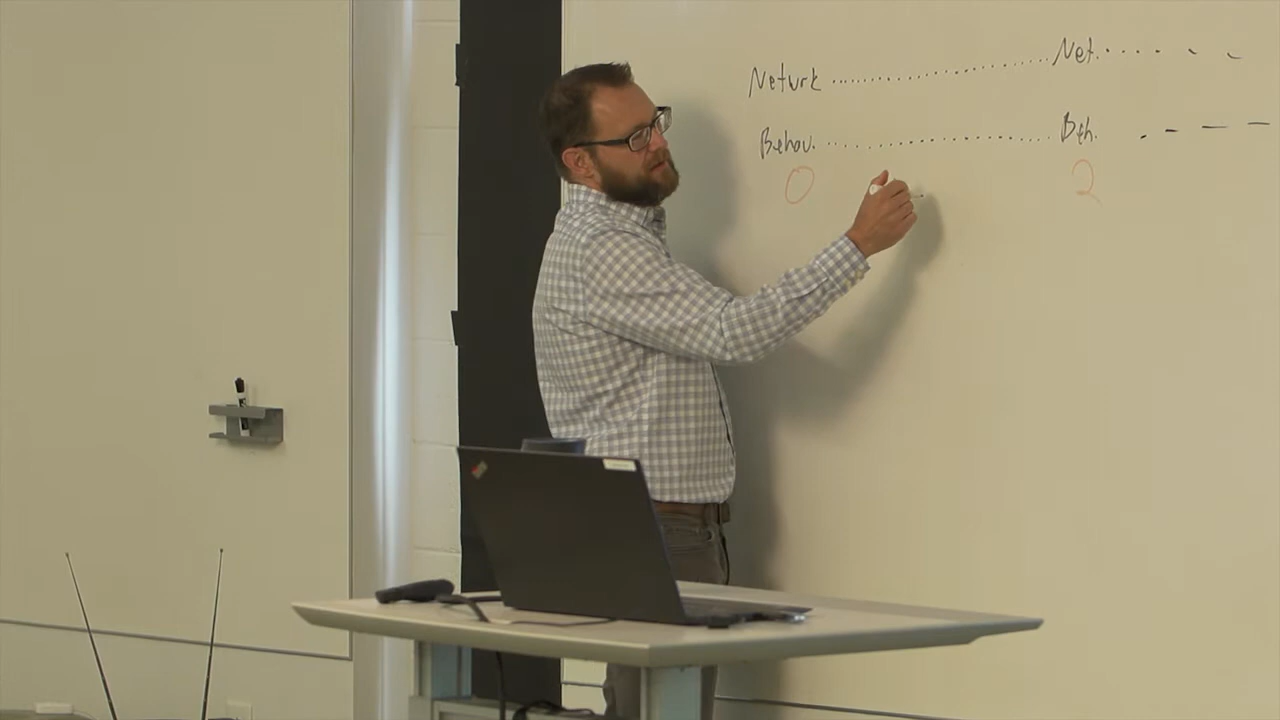 Netwrk ........ Net. ..... - -
Behav. ........ Beh. . - - - -
0 2